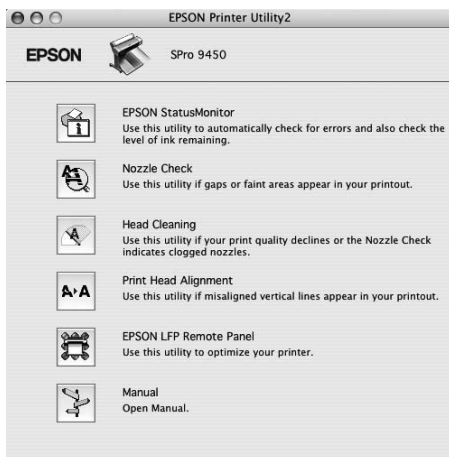 EPSON Printer Utility2
EPSON
SPro 9450
EPSON StatusMonitor
Use this utility to automatically check for errors and also check the
level of ink remaining.
Nozzle Check
Use this utility if gaps or faint areas appear in your printout.
Head Cleaning
Use this utility if your print quality declines or the Nozzle Check
indicates clogged nozzles.
A A
Print Head Alignment
Use this utility if misaligned vertical lines appear in your printout.
EPSON LFP Remote Panel
Use this utility to optimize your printer.
Manual
Open Manual.